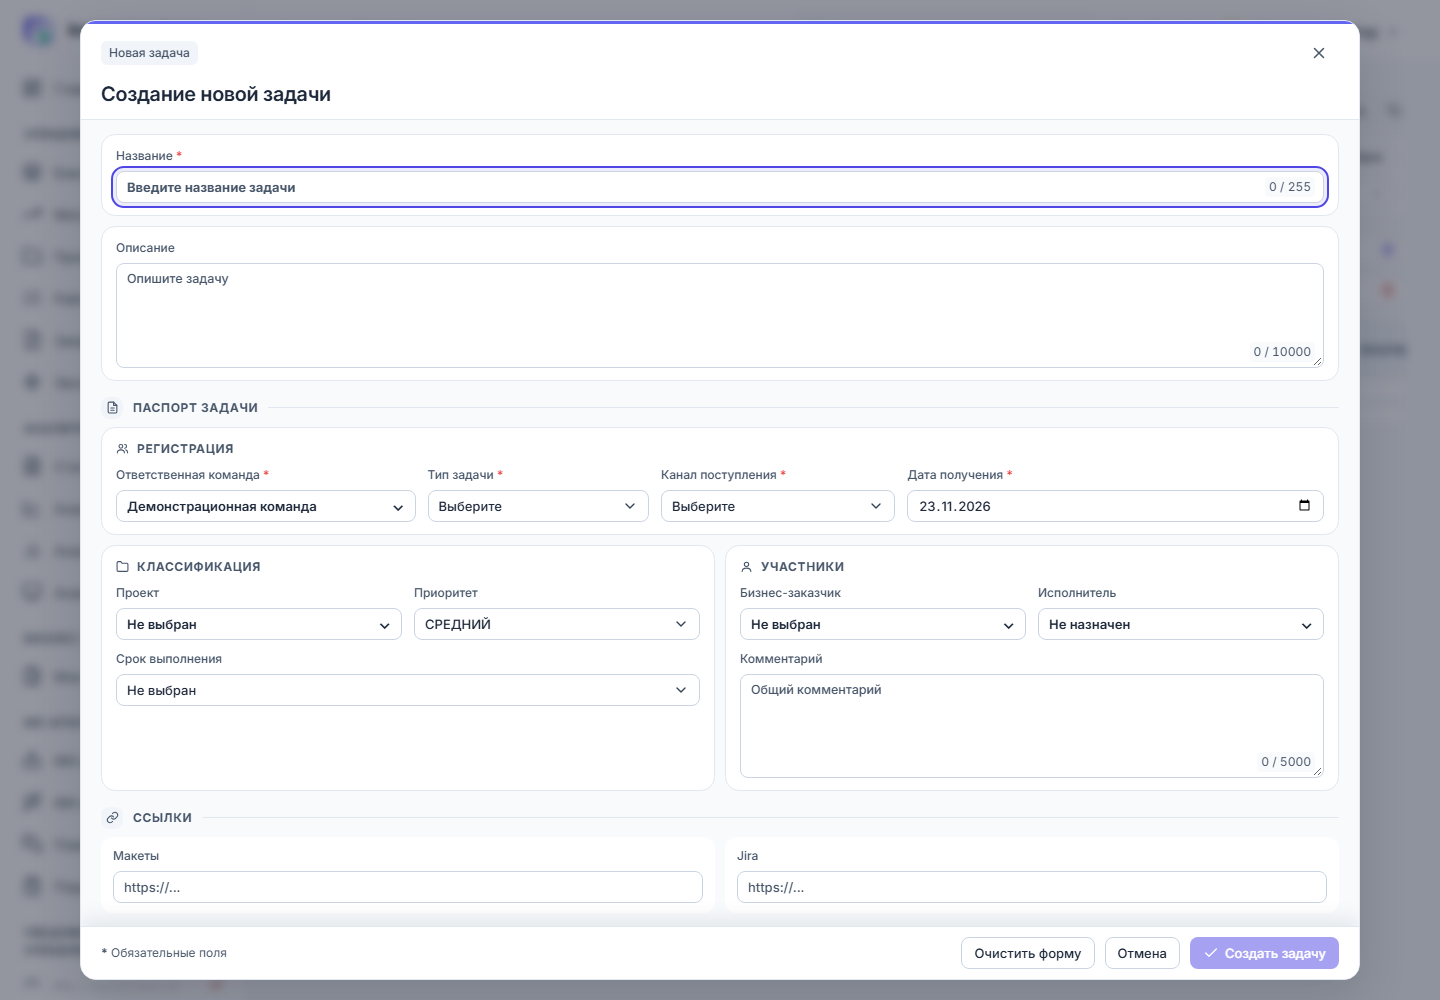 Новая задача
Создание новой задачи
Название *
Введите название задачи 0 / 255
Описание
Опишите задачу
0 / 10000
ПАСПОРТ ЗАДАЧИ
РЕГИСТРАЦИЯ
Ответственная команда * Тип задачи * Канал поступления * Дата получения *
Демонстрационная команда Выберите Выберите 23.11.2026
КЛАССИФИКАЦИЯ
Проект Приоритет
Не выбран СРЕДНИЙ
Срок выполнения
Не выбран
УЧАСТНИКИ
Бизнес-заказчик Исполнитель
Не выбран Не назначен
Комментарий
Общий комментарий
0 / 5000
ССЫЛКИ
Макеты Jira
https://... https://...
* Обязательные поля Очистить форму Отмена Создать задачу